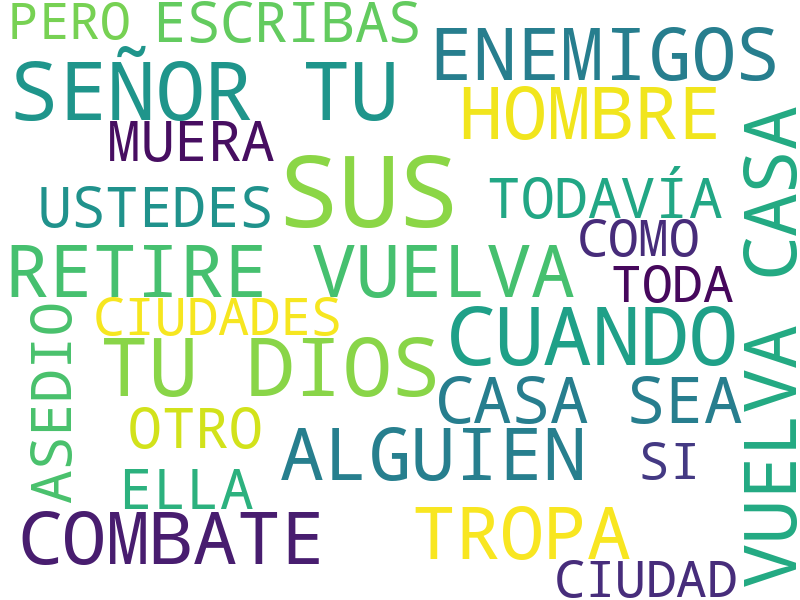 PERO ESCRIBAS
ENEMIGOS
SEÑOR TU
HOMBRE
MUERA
SUS
TODAVÍA
USTEDES
COMO
RETIRE VUELVA
TODA
CIUDADES
CUANDO
TU DIOS
CASA SEA
OTRO
ALGUIEN
SI
ASEDIO
ELLA
COMBATE
TROPA
CIUDAD
VUELVA CASA